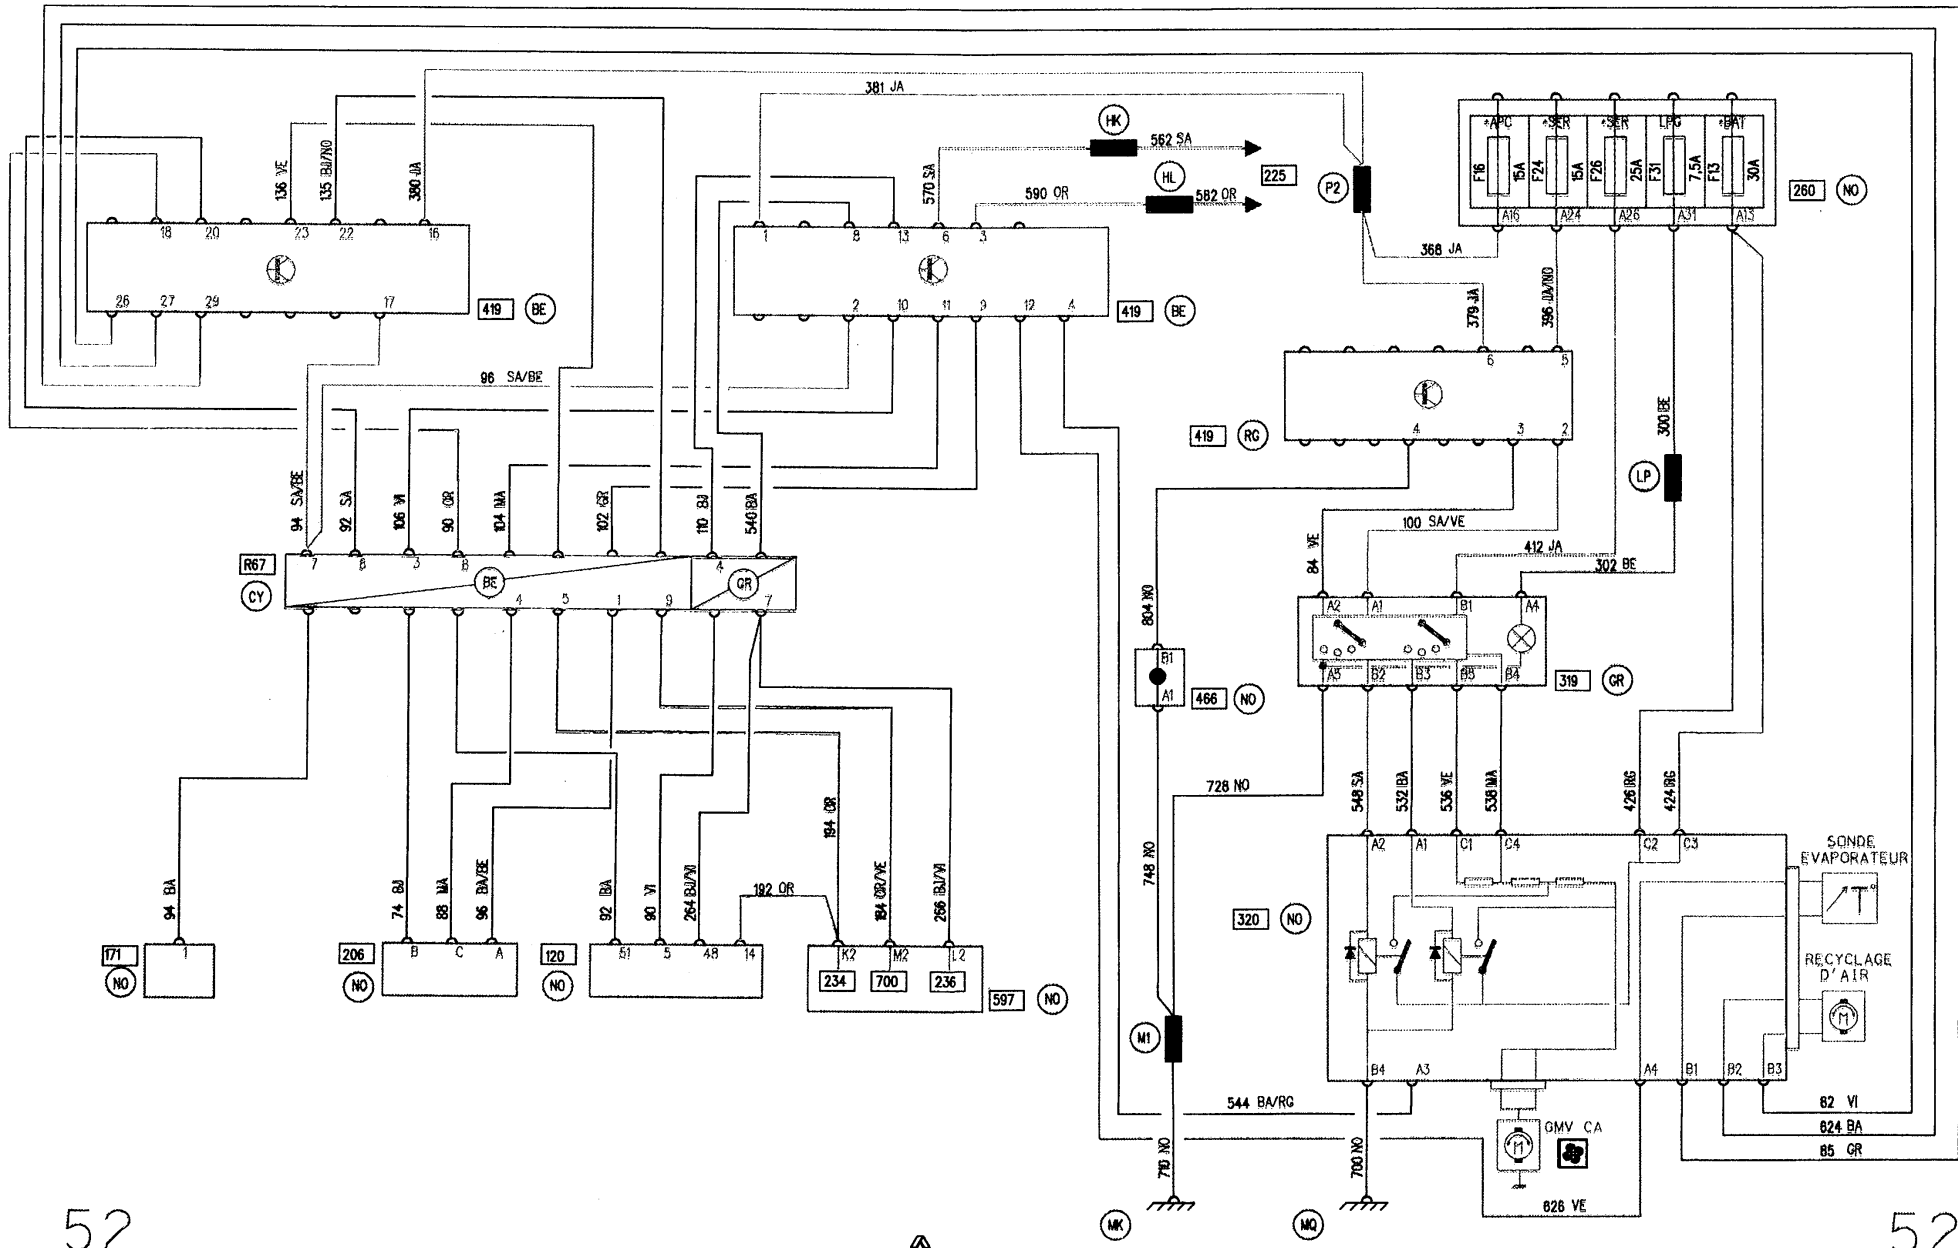 381 JA
HK
562 SA
HL
582 OR
225
570 SA
590 OR
P2
136 VE
135 BJ/NO
380 JA
*APC *SER *SER LPG *BAT
F16 15A F24 15A F26 25A F31 7,5A F13 30A
A16 A24 A26 A31 A13
260 NO
18 20 23 22 16
26 27 29 17
419 BE
1 8 13 6 3
2 10 11 9 12 4
419 BE
368 JA
379 JA
396 JA/NO
300 BE
6 5
4 3 2
419 RG
LP
96 SA/BE
94 SA/BE
92 SA
106 VI
90 OR
104 MA
102 GR
110 BJ
540 BA
R67
CY
7 8 3 6 4
BE GR
4 5 1 9 7
100 SA/VE
412 JA
302 BE
84 VE
804 NO
B1
A1
466 NO
A2 A1 B1 A4
A5 B2 B3 B5 B4
319 GR
728 NO
548 SA
532 BA
536 VE
538 MA
426 RG
424 RG
748 NO
94 BA
74 BJ
88 MA
96 BA/BE
92 BA
90 VI
264 BJ/VI
192 OR
194 OR
184 OR/VE
266 BJ/VI
171
NO
1
206
NO
B C A
120
NO
51 5 48 14
K2 M2 L2
234 700 236
597 NO
A2 A1 C1 C4 C2 C3
320 NO
SONDE
EVAPORATEUR
RECYCLAGE
D'AIR
M
M1
B4 A3 A4 B1 B2 B3
544 BA/RG
710 NO
700 NO
GMV CA
M
82 VI
824 BA
85 GR
826 VE
MK
MQ
52
52